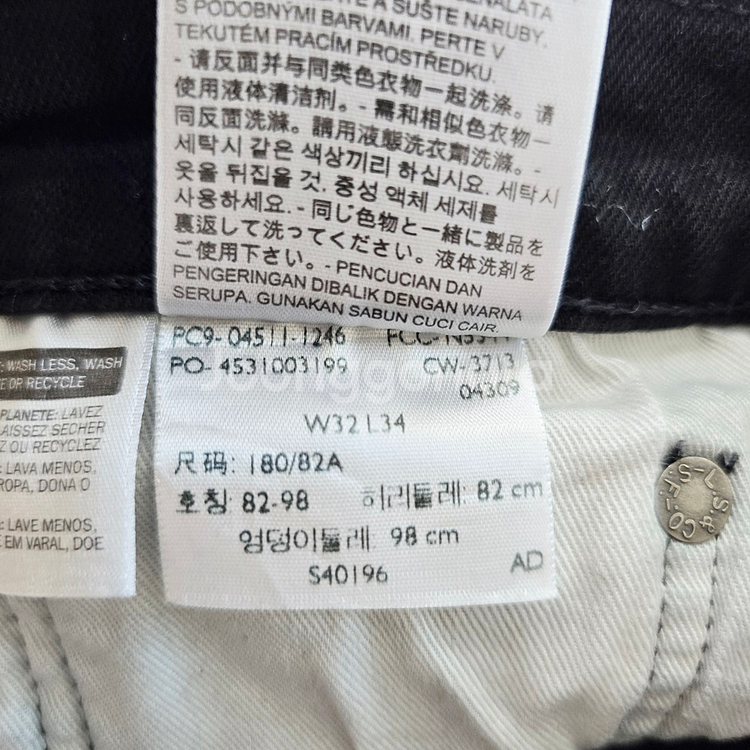 S PODOBNÝMI BARVAMI. PERTE V
TEKUTÉM PRACÍM PROSTŘEDKU.
- 请反面并与同类色衣物一起洗涤。请
使用液体清洁剂。- 需和相似色衣物一
同反面洗滌。請用液態洗衣劑洗滌。-
세탁시 같은 색상끼리 하십시요. 세탁시
옷을 뒤집을 것. 중성 액체 세제를
사용하세요. - 同じ色物と一緒に製品を
裏返して洗ってください。液体洗剤を
ご使用下さい。- PENCUCIAN DAN
PENGERINGAN DIBALIK DENGAN WARNA
SERUPA. GUNAKAN SABUN CUCI CAIR.
PC9- 04511-1246
PO- 4531003199 CW-3713
04309
W32 L34
尺码: 180/82A
호칭 82-98 허리둘레: 82 cm
엉덩이둘레 98 cm
S40196 AD
WASH LESS, WASH
OR RECYCLE
PLANETE: LAVEZ
LAISSEZ SECHER
Z OU RECYCLEZ
: LAVA MENOS,
ROPA, DONA O
: LAVE MENOS,
EM VARAL, DOE
Joonggonara
L.S.&CO.-S.F.